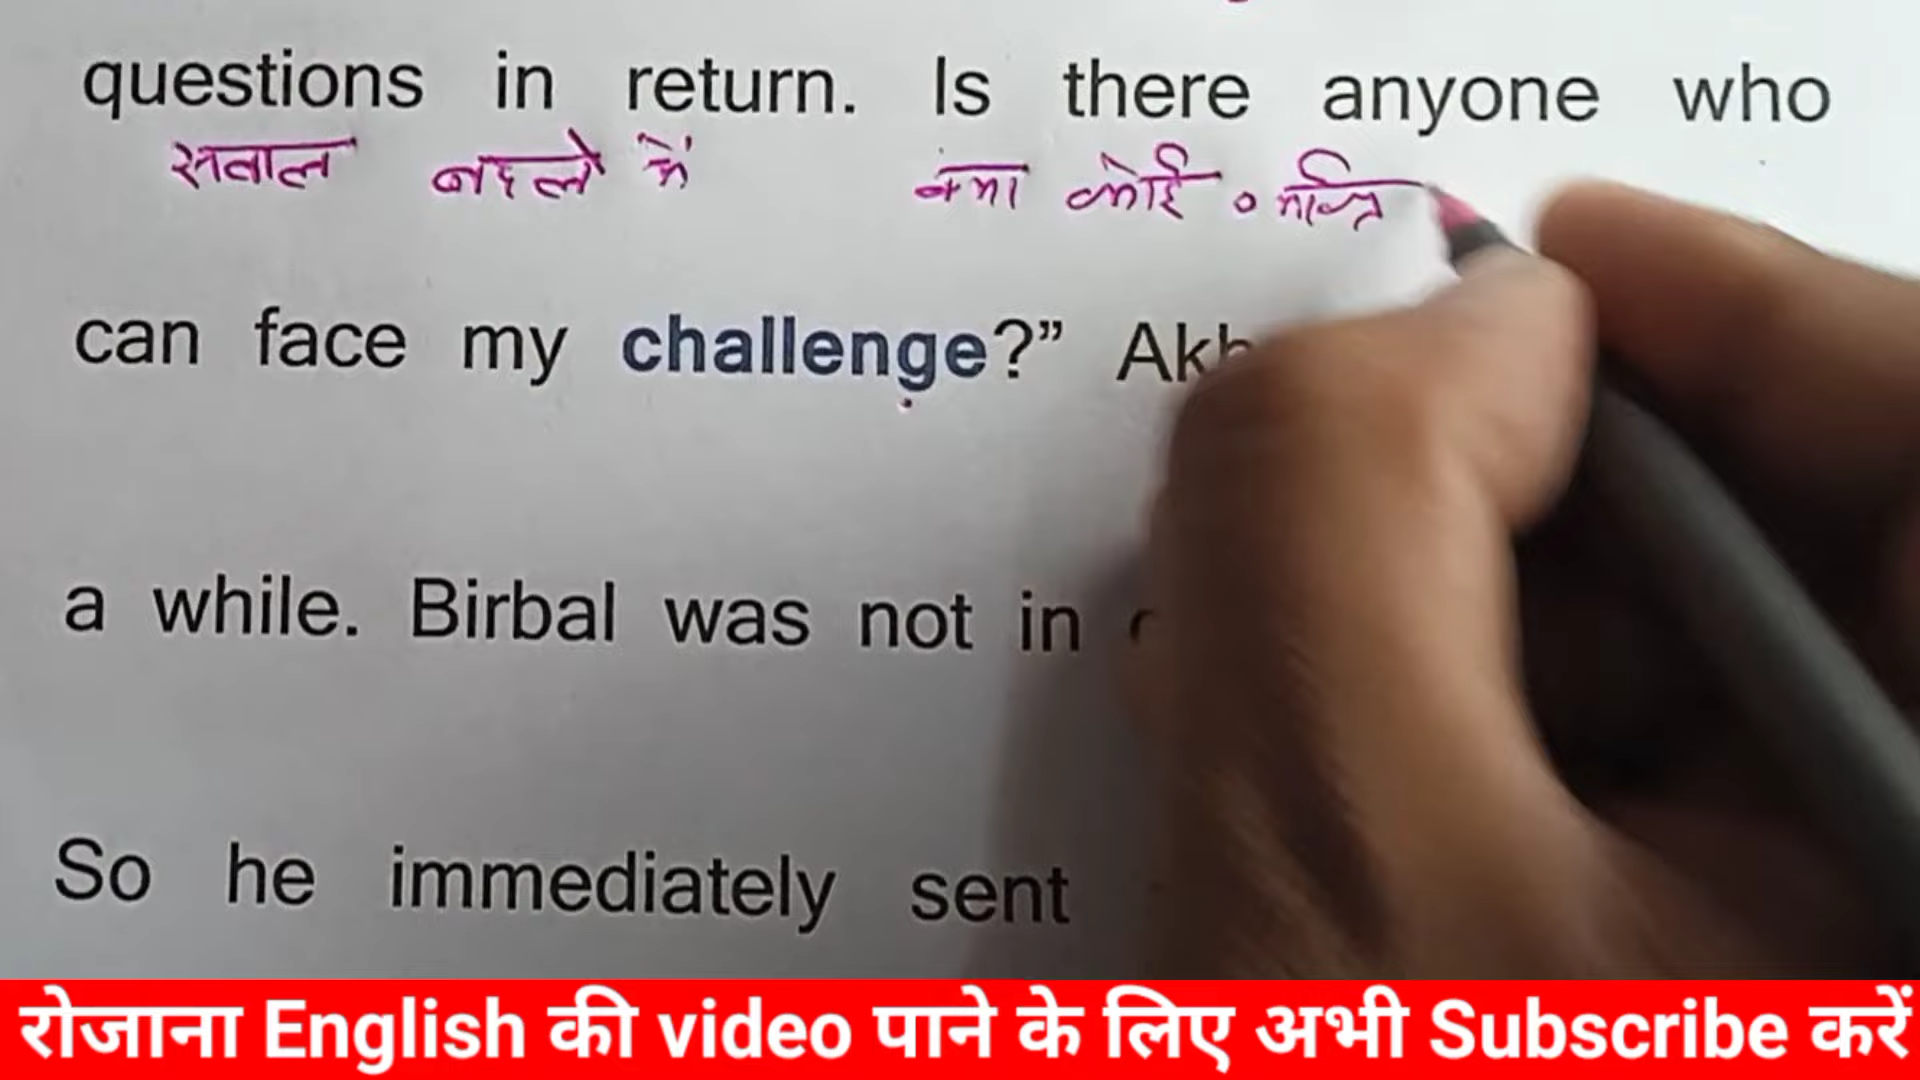 questions in return. Is there anyone who
सवाल बदले में क्या कोई व्यक्ति
can face my challenge?” Akb
a while. Birbal was not in
So he immediately sent
रोजाना English की video पाने के लिए अभी Subscribe करें